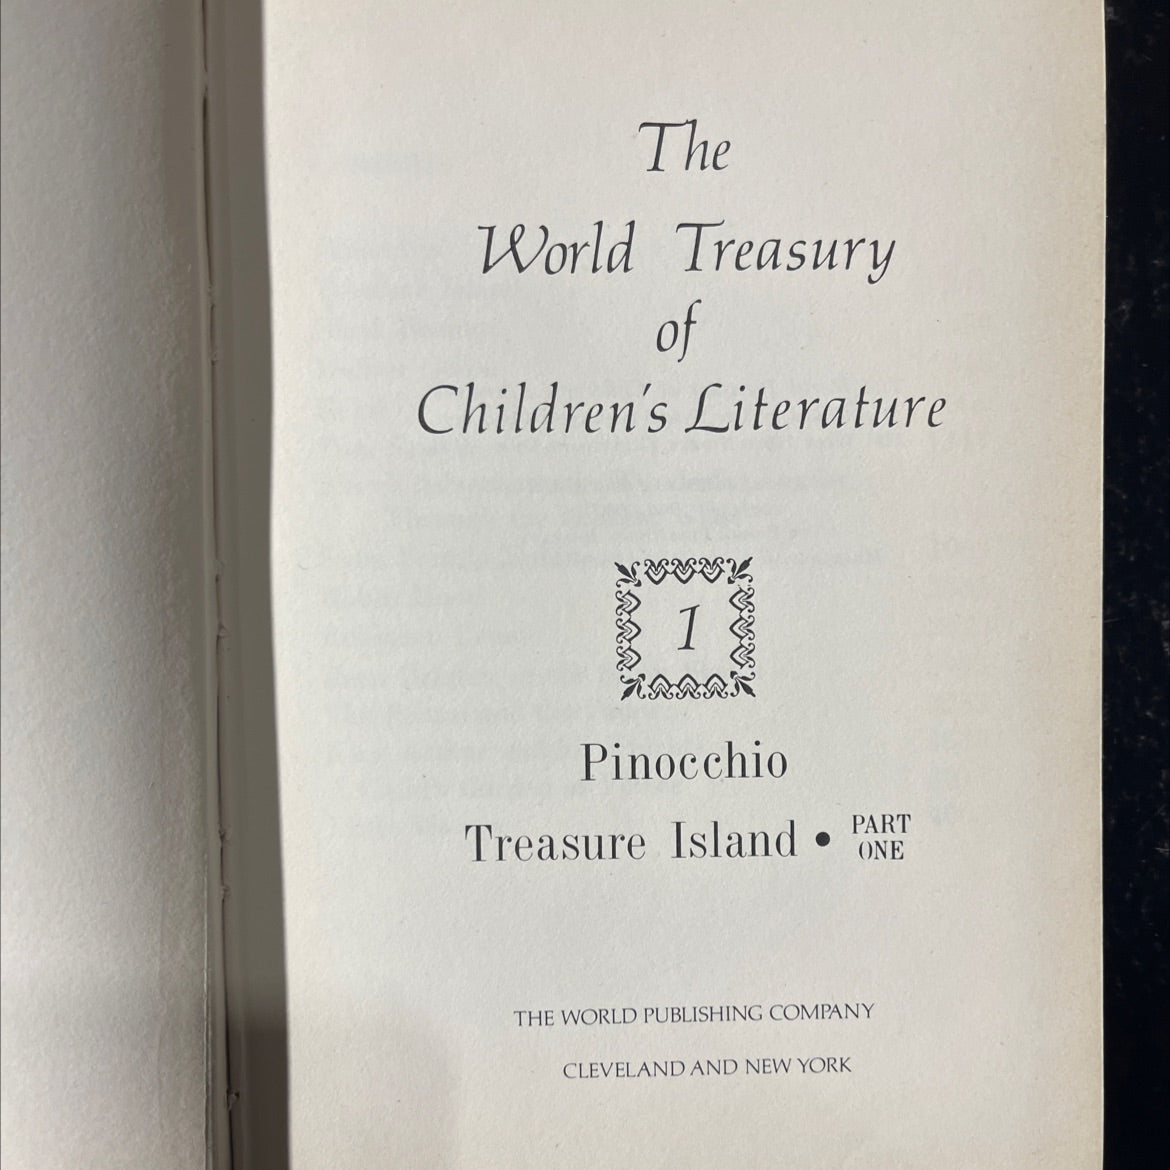 The
World Treasury
of
Children's Literature
1
Pinocchio
Treasure Island • PART
ONE
THE WORLD PUBLISHING COMPANY
CLEVELAND AND NEW YORK